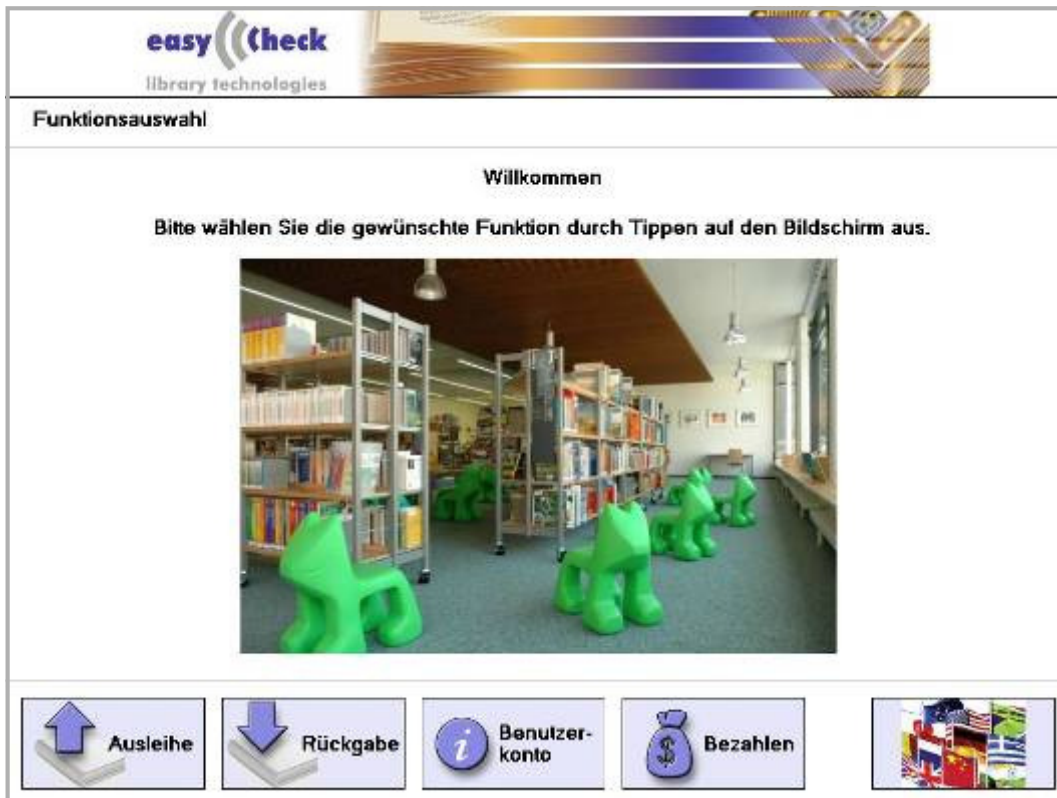 easy Check
library technologies
Funktionsauswahl
Willkommen
Bitte wählen Sie die gewünschte Funktion durch Tippen auf den Bildschirm aus.
Ausleihe
Rückgabe
i
Benutzer-
konto
$
Bezahlen